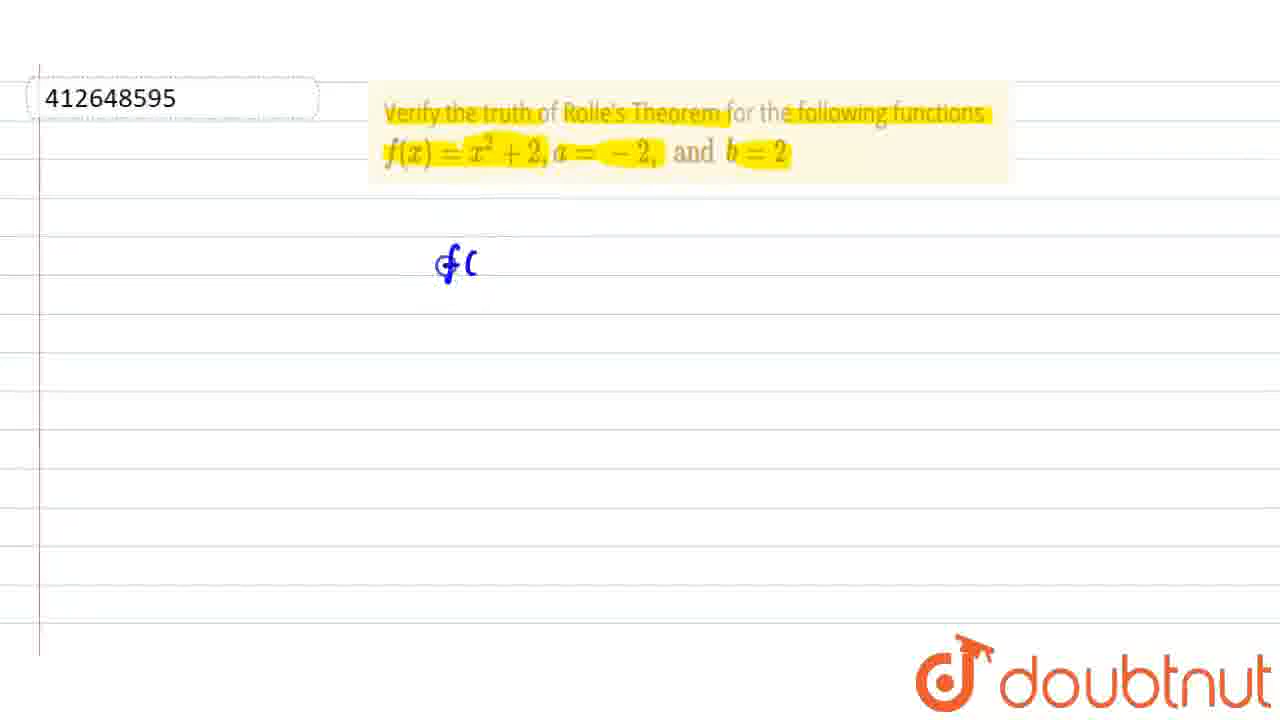 412648595
Verify the truth of Rolle's Theorem for the following functions
f(x) = x² + 2, a = −2, and b = 2
f(
doubtnut